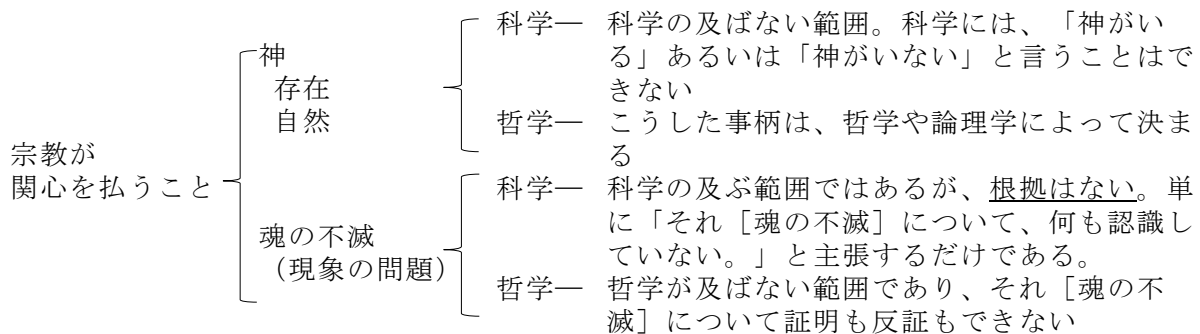 科学― 科学の及ばない範囲。科学には、「神がい
る」あるいは「神がいない」と言うことはで
きない
神
存在
自然
哲学― こうした事柄は、哲学や論理学によって決ま
る
宗教が
関心を払うこと
科学― 科学の及ぶ範囲ではあるが、根拠はない。単
に「それ［魂の不滅］について、何も認識し
ていない。」と主張するだけである。
魂の不滅
（現象の問題）
哲学― 哲学が及ばない範囲であり、それ［魂の不
滅］について証明も反証もできない